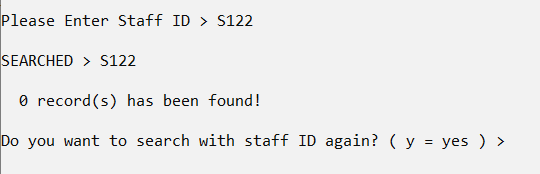 Please Enter Staff ID > S122
SEARCHED > S122
0 record(s) has been found!
Do you want to search with staff ID again? ( y = yes ) >